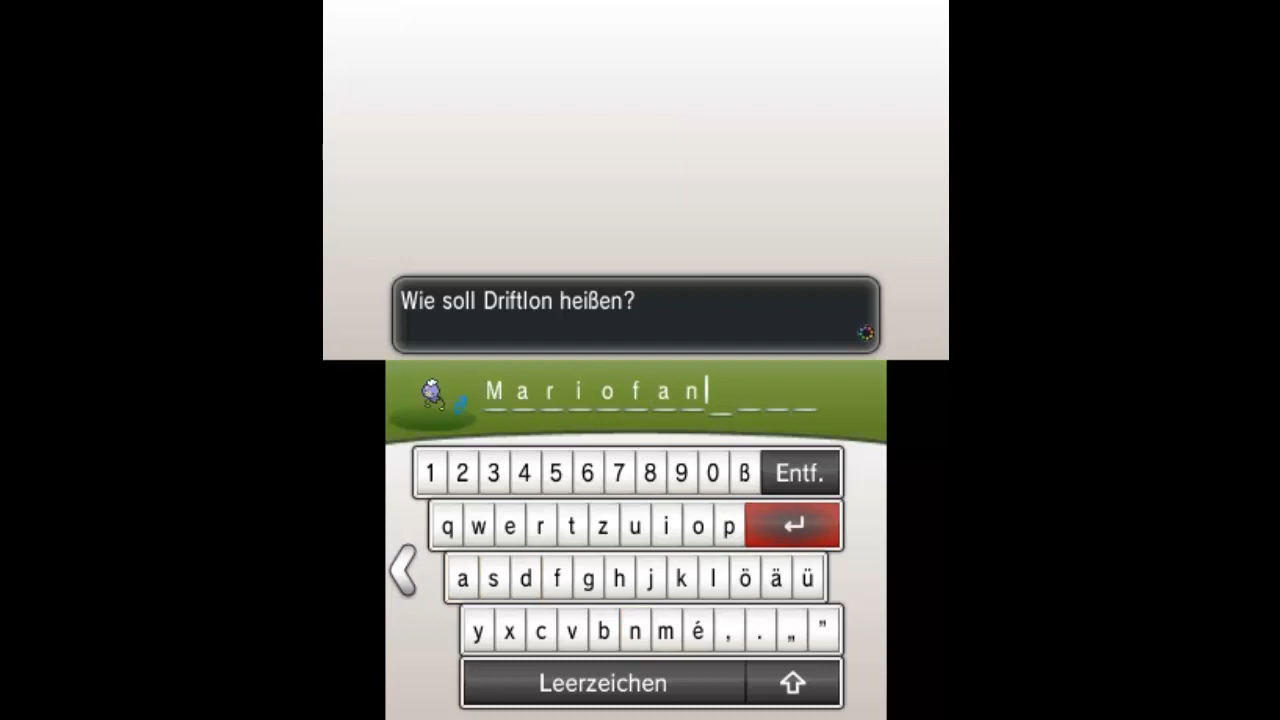 Wie soll Driftlon heißen?
Mariofan
1 2 3 4 5 6 7 8 9 0 ß Entf.
q w e r t z u i o p
a s d f g h j k l ö ä ü
y x c v b n m é , . „ ”
Leerzeichen